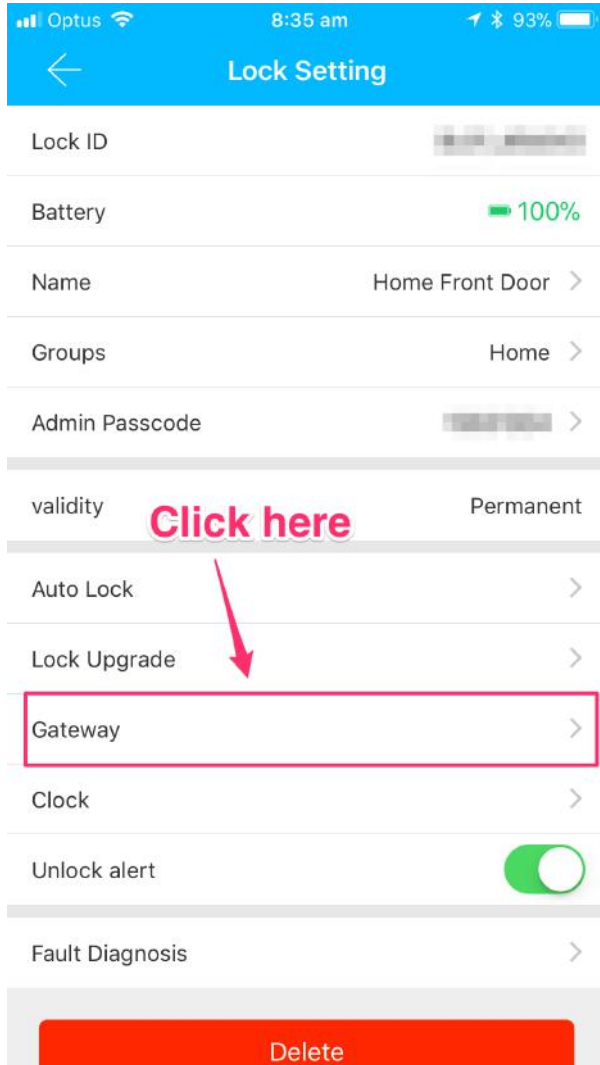 Optus 8:35 am 93%
Lock Setting
Lock ID
Battery 100%
Name Home Front Door
Groups Home
Admin Passcode
validity Permanent
Click here
Auto Lock
Lock Upgrade
Gateway
Clock
Unlock alert
Fault Diagnosis
Delete